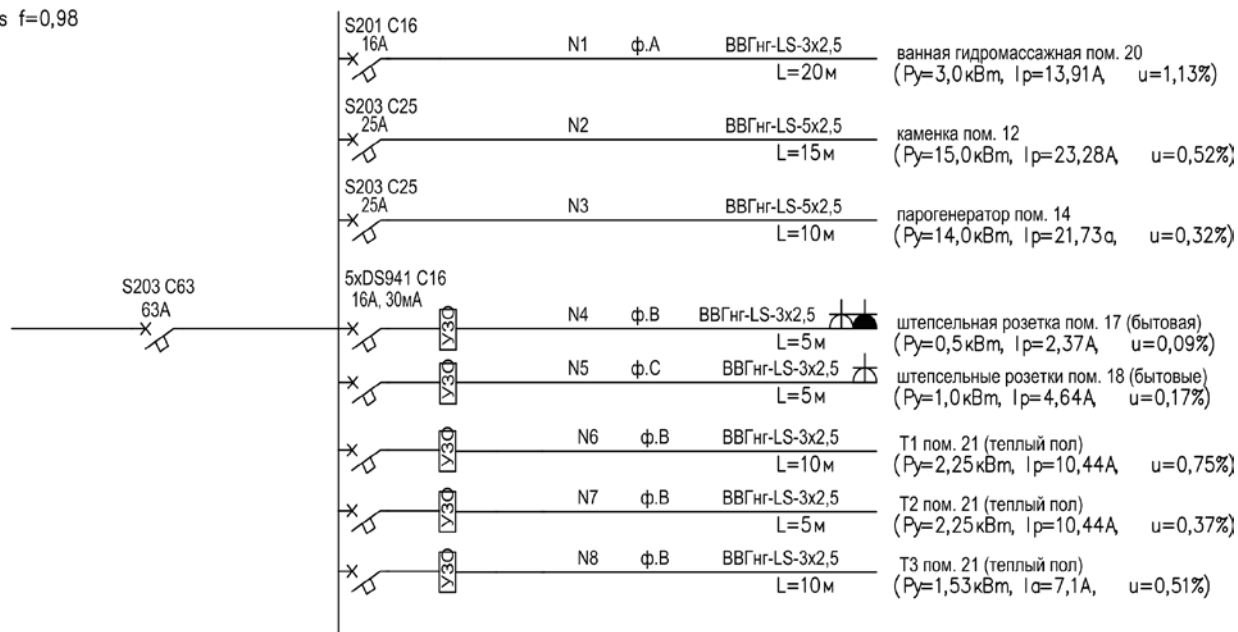 s f=0,98
S201 C16
16А
N1 ф.А ВВГнг-LS-3х2,5
L=20м
ванная гидромассажная пом. 20
(Ру=3,0кВт, Iр=13,91А, u=1,13%)
S203 C25
25А
N2 ВВГнг-LS-5х2,5
L=15м
каменка пом. 12
(Ру=15,0кВт, Iр=23,28А, u=0,52%)
S203 C25
25А
N3 ВВГнг-LS-5х2,5
L=10м
парогенератор пом. 14
(Ру=14,0кВт, Iр=21,73а, u=0,32%)
S203 C63
63А
5xDS941 C16
16А, 30мА
УЗО
N4 ф.В ВВГнг-LS-3х2,5
L=5м
штепсельная розетка пом. 17 (бытовая)
(Ру=0,5кВт, Iр=2,37А, u=0,09%)
УЗО
N5 ф.С ВВГнг-LS-3х2,5
L=5м
штепсельные розетки пом. 18 (бытовые)
(Ру=1,0кВт, Iр=4,64А, u=0,17%)
УЗО
N6 ф.В ВВГнг-LS-3х2,5
L=10м
Т1 пом. 21 (теплый пол)
(Ру=2,25кВт, Iр=10,44А, u=0,75%)
УЗО
N7 ф.В ВВГнг-LS-3х2,5
L=5м
Т2 пом. 21 (теплый пол)
(Ру=2,25кВт, Iр=10,44А, u=0,37%)
УЗО
N8 ф.В ВВГнг-LS-3х2,5
L=10м
Т3 пом. 21 (теплый пол)
(Ру=1,53кВт, Iа=7,1А, u=0,51%)